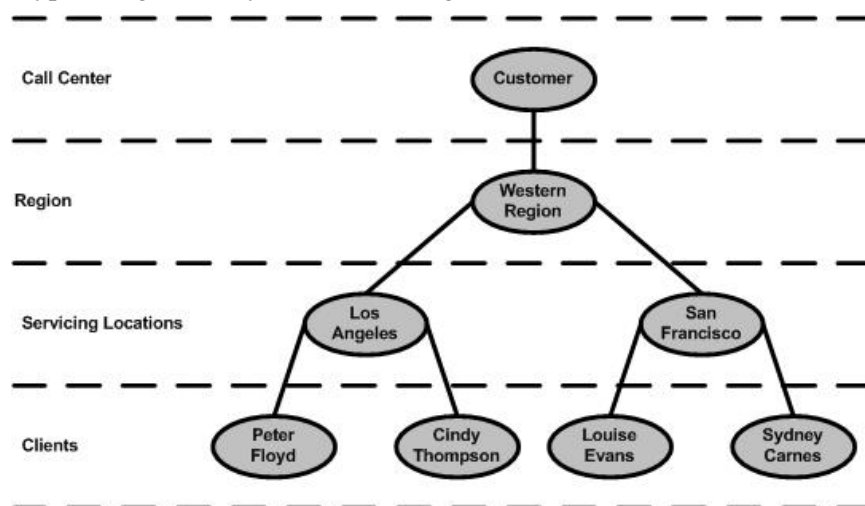 Call Center
Customer
Region
Western
Region
Servicing Locations
Los
Angeles
San
Francisco
Clients
Peter
Floyd
Cindy
Thompson
Louise
Evans
Sydney
Carnes